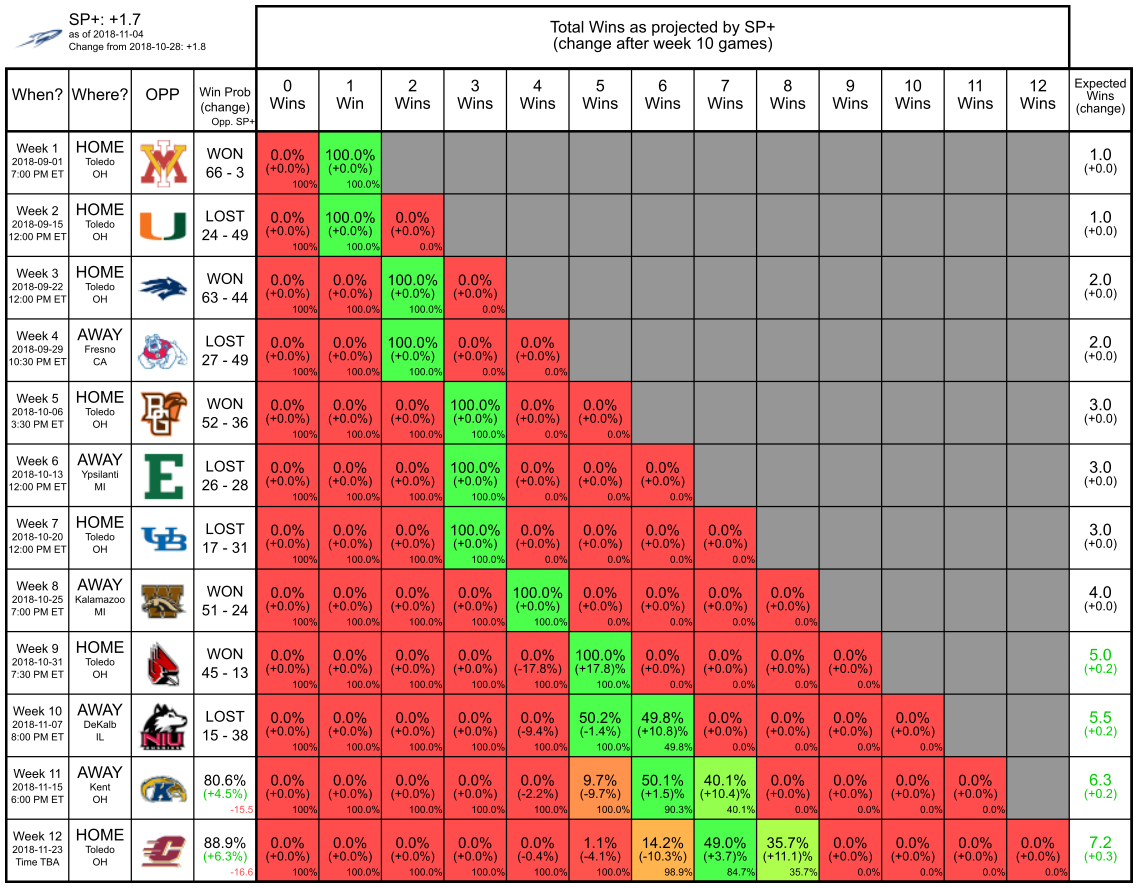 SP+: +1.7
as of 2018-11-04
Change from 2018-10-28: +1.8
Total Wins as projected by SP+
(change after week 10 games)
When? Where? OPP Win Prob (change) Opp. SP+ 0 Wins 1 Win 2 Wins 3 Wins 4 Wins 5 Wins 6 Wins 7 Wins 8 Wins 9 Wins 10 Wins 11 Wins 12 Wins Expected Wins (change)
Week 1 HOME WON 0.0% 100.0% 1.0
2018-09-01 Toledo (+0.0%) (+0.0%) (+0.0)
7:00 PM ET OH 66 - 3 100% 100.0%
Week 2 HOME LOST 0.0% 100.0% 0.0% 1.0
2018-09-15 Toledo (+0.0%) (+0.0%) (+0.0%) (+0.0)
12:00 PM ET OH 24 - 49 100% 100.0% 0.0%
Week 3 HOME WON 0.0% 0.0% 100.0% 0.0% 2.0
2018-09-22 Toledo (+0.0%) (+0.0%) (+0.0%) (+0.0%) (+0.0)
12:00 PM ET OH 63 - 44 100% 100.0% 100.0% 0.0%
Week 4 AWAY LOST 0.0% 0.0% 100.0% 0.0% 0.0% 2.0
2018-09-29 Fresno (+0.0%) (+0.0%) (+0.0%) (+0.0%) (+0.0%) (+0.0)
10:30 PM ET CA 27 - 49 100% 100.0% 100.0% 0.0% 0.0%
Week 5 HOME BG WON 0.0% 0.0% 0.0% 100.0% 0.0% 0.0% 3.0
2018-10-06 Toledo (+0.0%) (+0.0%) (+0.0%) (+0.0%) (+0.0%) (+0.0%) (+0.0)
3:30 PM ET OH 52 - 36 100% 100.0% 100.0% 100.0% 0.0% 0.0%
Week 6 AWAY E LOST 0.0% 0.0% 0.0% 100.0% 0.0% 0.0% 0.0% 3.0
2018-10-13 Ypsilanti (+0.0%) (+0.0%) (+0.0%) (+0.0%) (+0.0%) (+0.0%) (+0.0%) (+0.0)
12:00 PM ET MI 26 - 28 100% 100.0% 100.0% 100.0% 0.0% 0.0% 0.0%
Week 7 HOME UB LOST 0.0% 0.0% 0.0% 100.0% 0.0% 0.0% 0.0% 0.0% 3.0
2018-10-20 Toledo (+0.0%) (+0.0%) (+0.0%) (+0.0%) (+0.0%) (+0.0%) (+0.0%) (+0.0%) (+0.0)
12:00 PM ET OH 17 - 31 100% 100.0% 100.0% 100.0% 0.0% 0.0% 0.0% 0.0%
Week 8 AWAY W WON 0.0% 0.0% 0.0% 0.0% 100.0% 0.0% 0.0% 0.0% 0.0% 4.0
2018-10-25 Kalamazoo (+0.0%) (+0.0%) (+0.0%) (+0.0%) (+0.0%) (+0.0%) (+0.0%) (+0.0%) (+0.0%) (+0.0)
7:00 PM ET MI 51 - 24 100% 100.0% 100.0% 100.0% 100.0% 0.0% 0.0% 0.0% 0.0%
Week 9 HOME WON 0.0% 0.0% 0.0% 0.0% 0.0% 100.0% 0.0% 0.0% 0.0% 0.0% 5.0
2018-10-31 Toledo (+0.0%) (+0.0%) (+0.0%) (+0.0%) (-17.8%) (+17.8)% (+0.0%) (+0.0%) (+0.0%) (+0.0%) (+0.2)
7:30 PM ET OH 45 - 13 100% 100.0% 100.0% 100.0% 100.0% 100.0% 0.0% 0.0% 0.0% 0.0%
Week 10 AWAY NIU LOST 0.0% 0.0% 0.0% 0.0% 0.0% 50.2% 49.8% 0.0% 0.0% 0.0% 0.0% 5.5
2018-11-07 DeKalb (+0.0%) (+0.0%) (+0.0%) (+0.0%) (-9.4%) (-1.4%) (+10.8)% (+0.0%) (+0.0%) (+0.0%) (+0.0%) (+0.2)
8:00 PM ET IL 15 - 38 100% 100.0% 100.0% 100.0% 100.0% 100.0% 49.8% 0.0% 0.0% 0.0% 0.0%
Week 11 AWAY K 80.6% 0.0% 0.0% 0.0% 0.0% 0.0% 9.7% 50.1% 40.1% 0.0% 0.0% 0.0% 0.0% 6.3
2018-11-15 Kent (+4.5%) (+0.0%) (+0.0%) (+0.0%) (+0.0%) (-2.2%) (-9.7%) (+1.5)% (+10.4)% (+0.0%) (+0.0%) (+0.0%) (+0.0%) (+0.2)
6:00 PM ET OH -15.5 100% 100.0% 100.0% 100.0% 100.0% 100.0% 90.3% 40.1% 0.0% 0.0% 0.0% 0.0%
Week 12 HOME C 88.9% 0.0% 0.0% 0.0% 0.0% 0.0% 1.1% 14.2% 49.0% 35.7% 0.0% 0.0% 0.0% 0.0% 7.2
2018-11-23 Toledo (+6.3%) (+0.0%) (+0.0%) (+0.0%) (+0.0%) (-0.4%) (-4.1%) (-10.3%) (+3.7)% (+11.1)% (+0.0%) (+0.0%) (+0.0%) (+0.0%) (+0.3)
Time TBA OH -16.6 100% 100.0% 100.0% 100.0% 100.0% 100.0% 98.9% 84.7% 35.7% 0.0% 0.0% 0.0% 0.0%